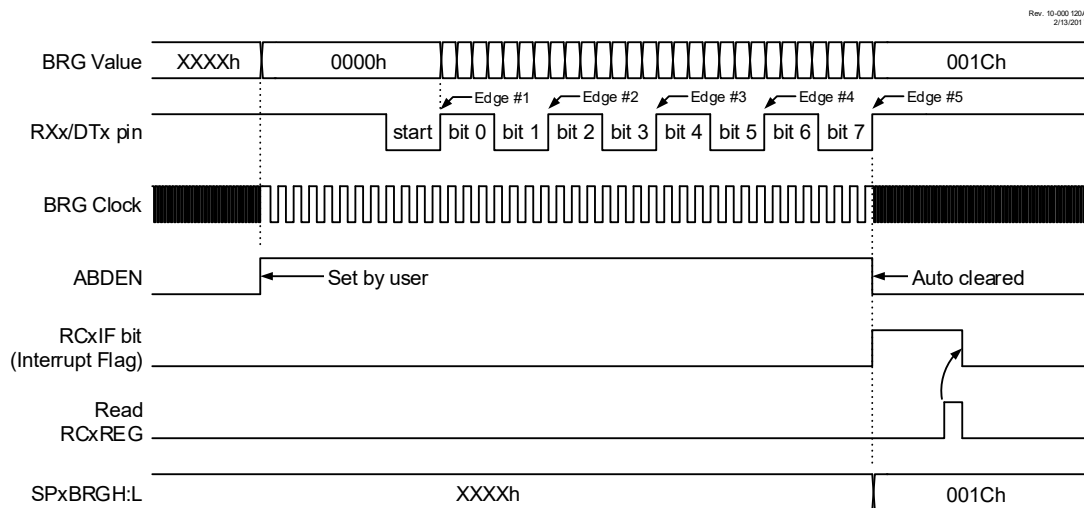 Rev. 10-000 120A
2/13/201
BRG Value XXXXh 0000h 001Ch
Edge #1 Edge #2 Edge #3 Edge #4 Edge #5
RXx/DTx pin start bit 0 bit 1 bit 2 bit 3 bit 4 bit 5 bit 6 bit 7
BRG Clock
ABDEN Set by user Auto cleared
RCxIF bit
(Interrupt Flag)
Read
RCxREG
SPxBRGH:L XXXXh 001Ch